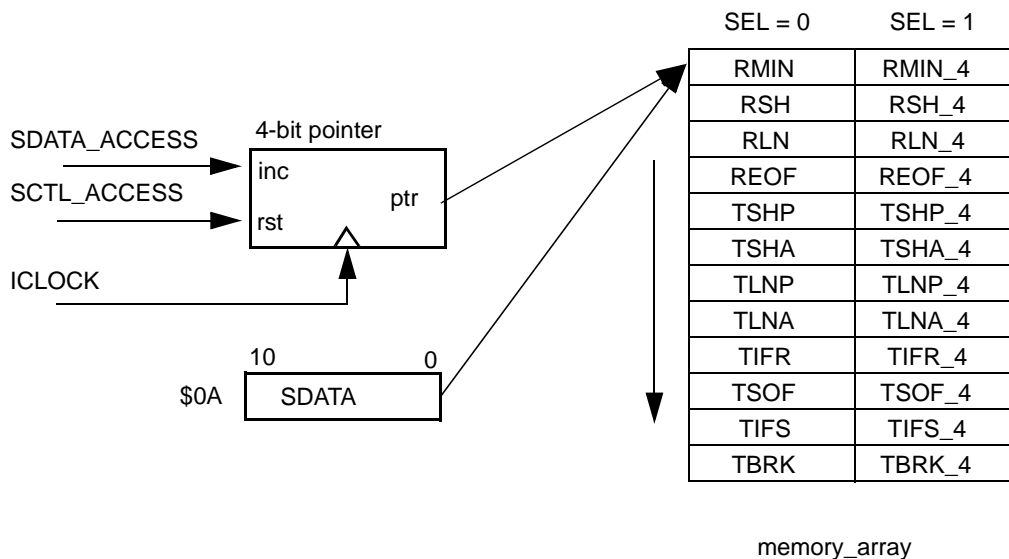 SEL = 0 SEL = 1
RMIN RMIN_4
RSH RSH_4
RLN RLN_4
REOF REOF_4
TSHP TSHP_4
TSHA TSHA_4
TLNP TLNP_4
TLNA TLNA_4
TIFR TIFR_4
TSOF TSOF_4
TIFS TIFS_4
TBRK TBRK_4
memory_array
4-bit pointer
SDATA_ACCESS
inc
SCTL_ACCESS
ptr
rst
ICLOCK
10 0
$0A SDATA